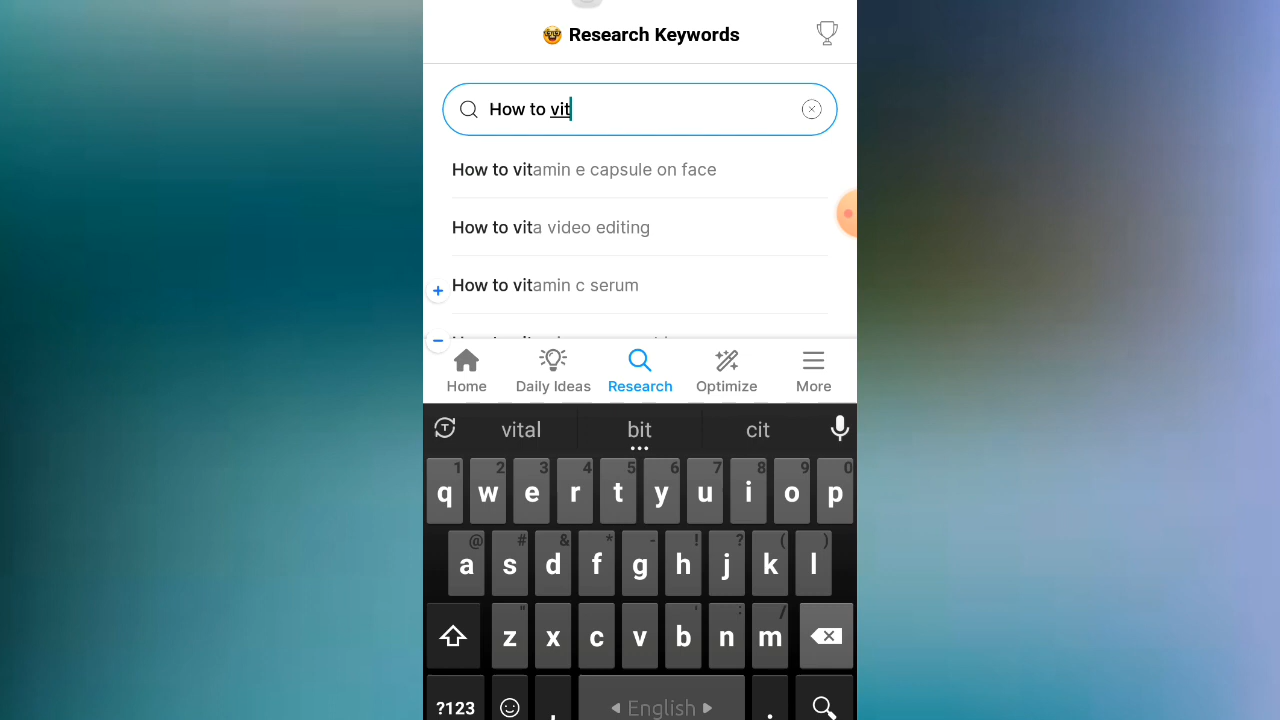 🤓 Research Keywords
How to vit
How to vitamin e capsule on face
How to vita video editing
How to vitamin c serum
Home Daily Ideas Research Optimize More
vital bit cit
1 2 3 4 5 6 7 8 9 0
q w e r t y u i o p
@ # & * - ! ? ( )
a s d f g h j k l
" ' : /
z x c v b n m
?123 , English .